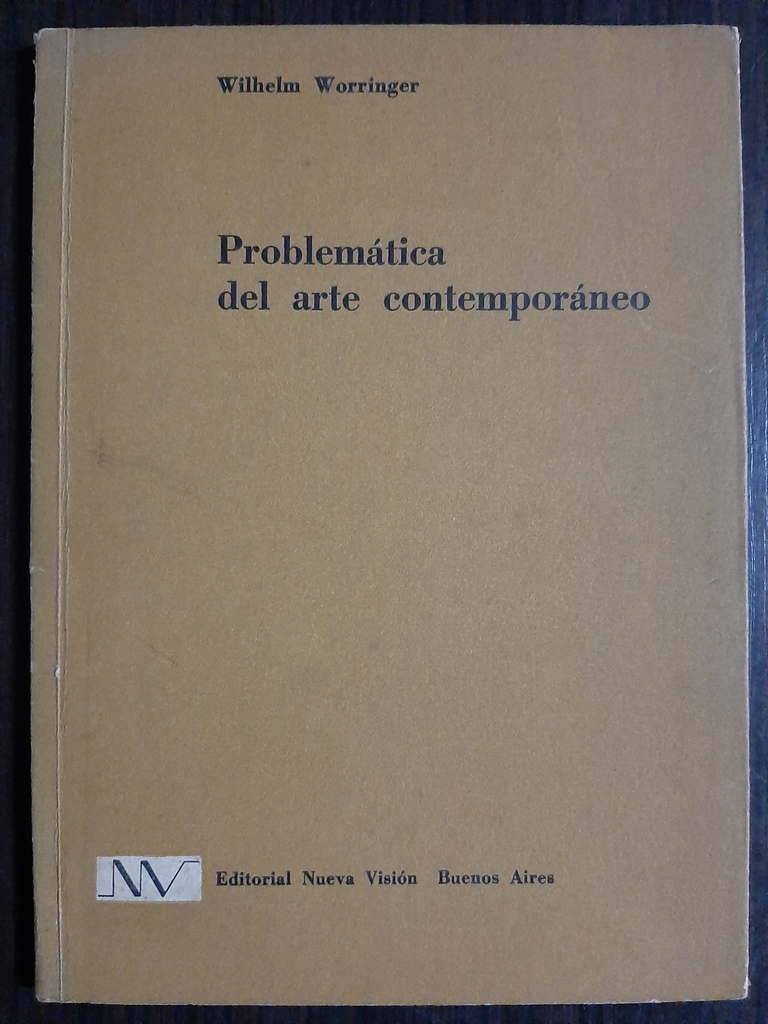 Wilhelm Worringer
Problemática
del arte contemporáneo
NV
Editorial Nueva Visión Buenos Aires